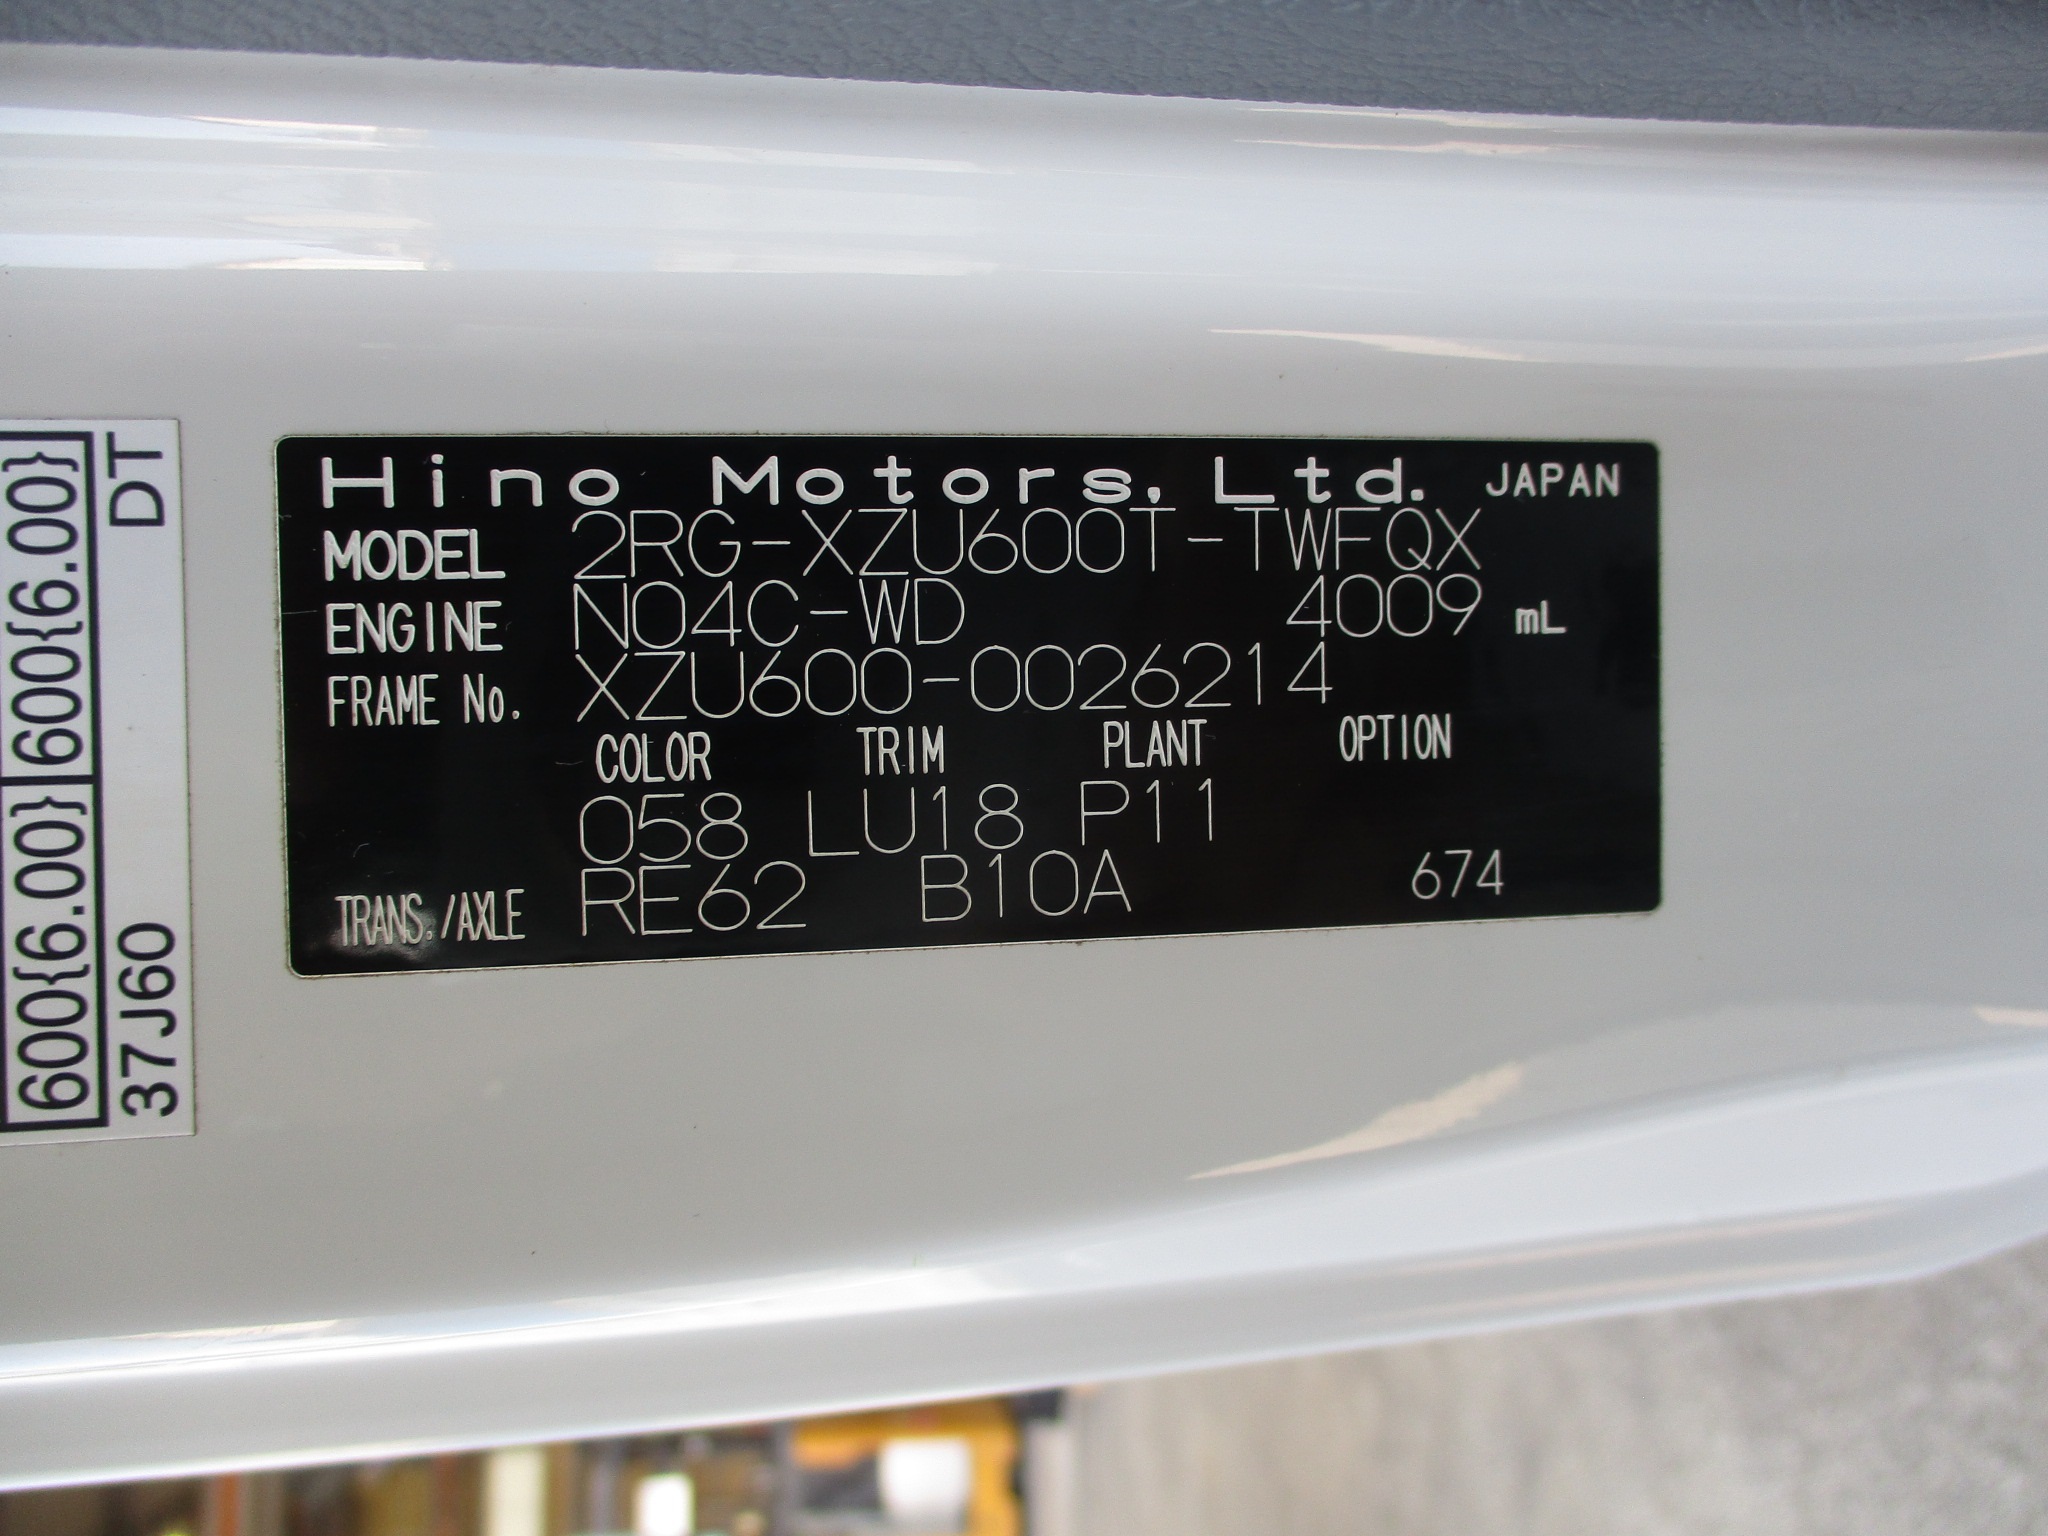 Hino Motors, Ltd. JAPAN
MODEL 2RG-XZU600T-TWFQX
ENGINE N04C-WD 4009 mL
FRAME No. XZU600-0026214
COLOR TRIM PLANT OPTION
058 LU18 P11
TRANS./AXLE RE62 B10A 674
600{6.00} 600{6.00}
37J60 DT